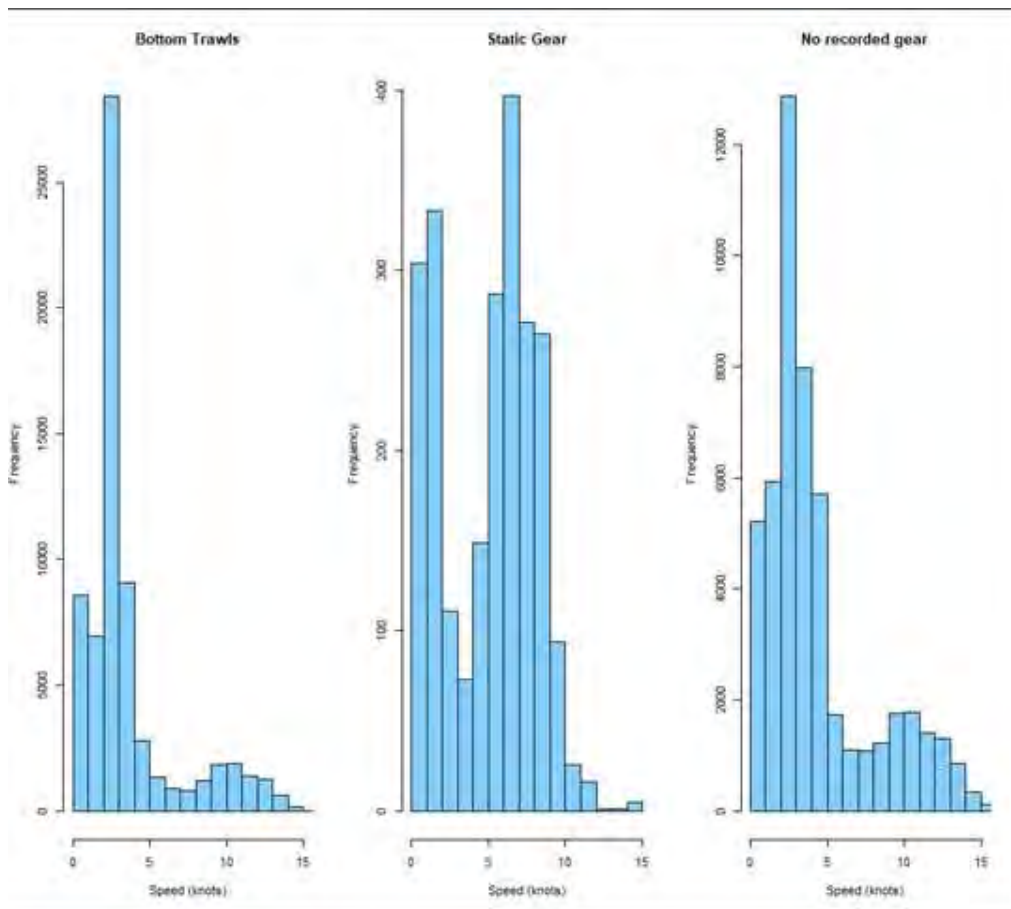 Bottom Trawls
Frequency
0
5000
10000
15000
20000
25000
0 5 10 15
Speed (knots)
Static Gear
Frequency
0
100
200
300
400
0 5 10 15
Speed (knots)
No recorded gear
Frequency
0
2000
4000
6000
8000
10000
12000
0 5 10 15
Speed (knots)